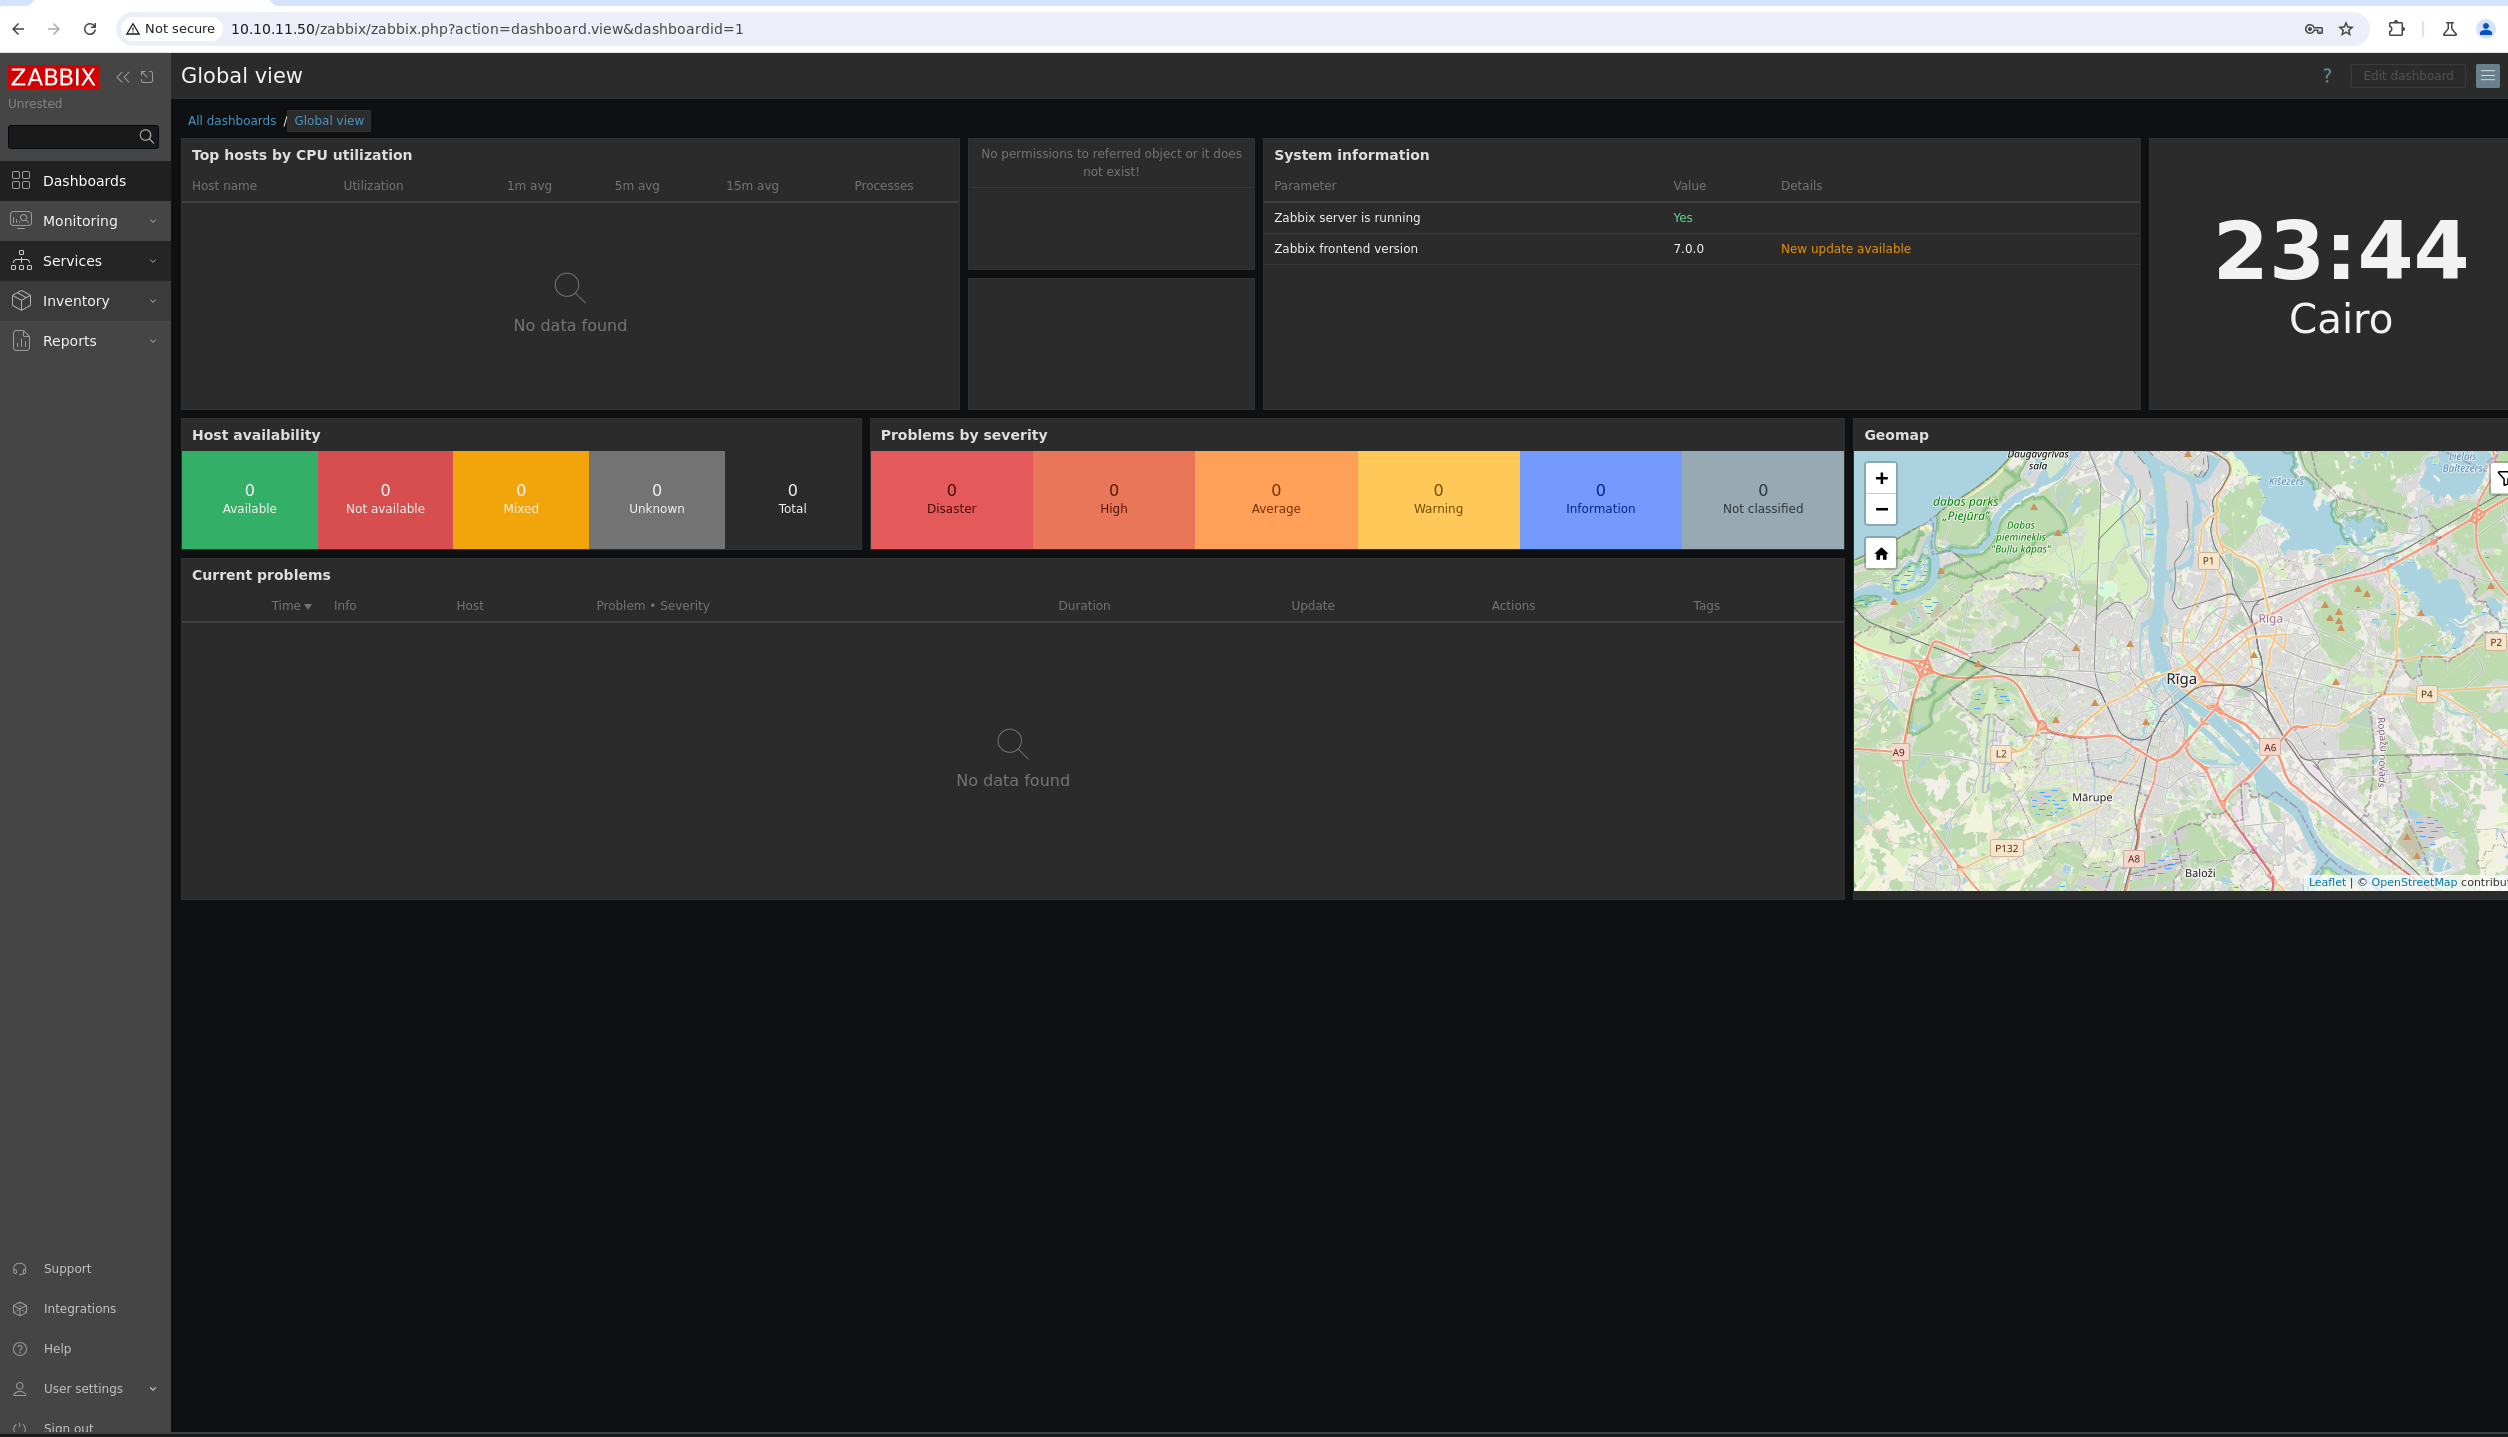 Not secure 10.10.11.50/zabbix/zabbix.php?action=dashboard.view&dashboardid=1
ZABBIX
Unrested
Dashboards
Monitoring
Services
Inventory
Reports
Support
Integrations
Help
User settings
Sign out
Global view
? Edit dashboard
All dashboards / Global view
Top hosts by CPU utilization
Host name Utilization 1m avg 5m avg 15m avg Processes
No data found
No permissions to referred object or it does
not exist!
System information
Parameter Value Details
Zabbix server is running Yes
Zabbix frontend version 7.0.0 New update available
23:44
Cairo
Host availability
0 0 0 0 0
Available Not available Mixed Unknown Total
Problems by severity
0 0 0 0 0 0
Disaster High Average Warning Information Not classified
Geomap
+
−
Daugavgrīvas
sala
Lielais
Baltezers
Ķīšezers
dabas parks
„Piejūra"
Dabas
piemineklis
"Buļļu kāpas"
P1
Rīga
P2
Rīga
P4
A9
L2
A6
Ropažu novads
Mārupe
P132
A8
Baloži
Leaflet | © OpenStreetMap contribu
Current problems
Time Info Host Problem • Severity Duration Update Actions Tags
No data found